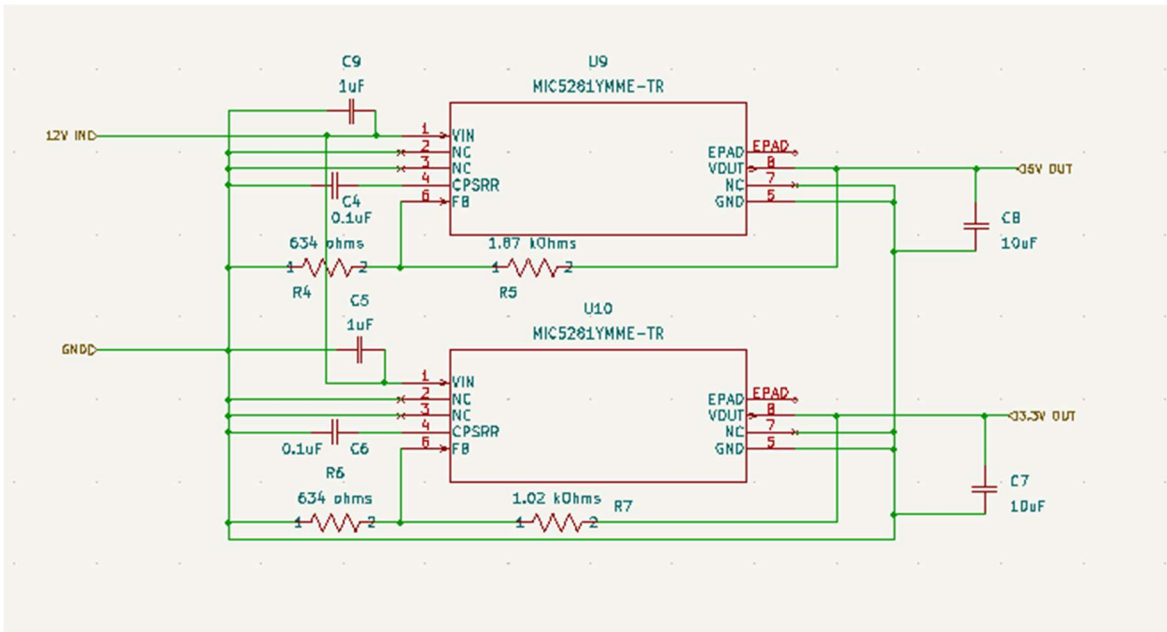 C9
1uF
U9
MIC5281YMME-TR
12V IN
1 VIN
2 NC
3 NC
4 CPSRR
6 FB
EPAD EPAD
VOUT 8
NC 7
GND 5
5V OUT
C4
0.1uF
C8
10uF
634 ohms
1 2
R4
1.87 kOhms
1 2
R5
C5
1uF
U10
MIC5281YMME-TR
GND
1 VIN
2 NC
3 NC
4 CPSRR
6 FB
EPAD EPAD
VOUT 8
NC 7
GND 5
3.3V OUT
0.1uF C6
R6
634 ohms
1 2
1.02 kOhms
1 2
R7
C7
10uF